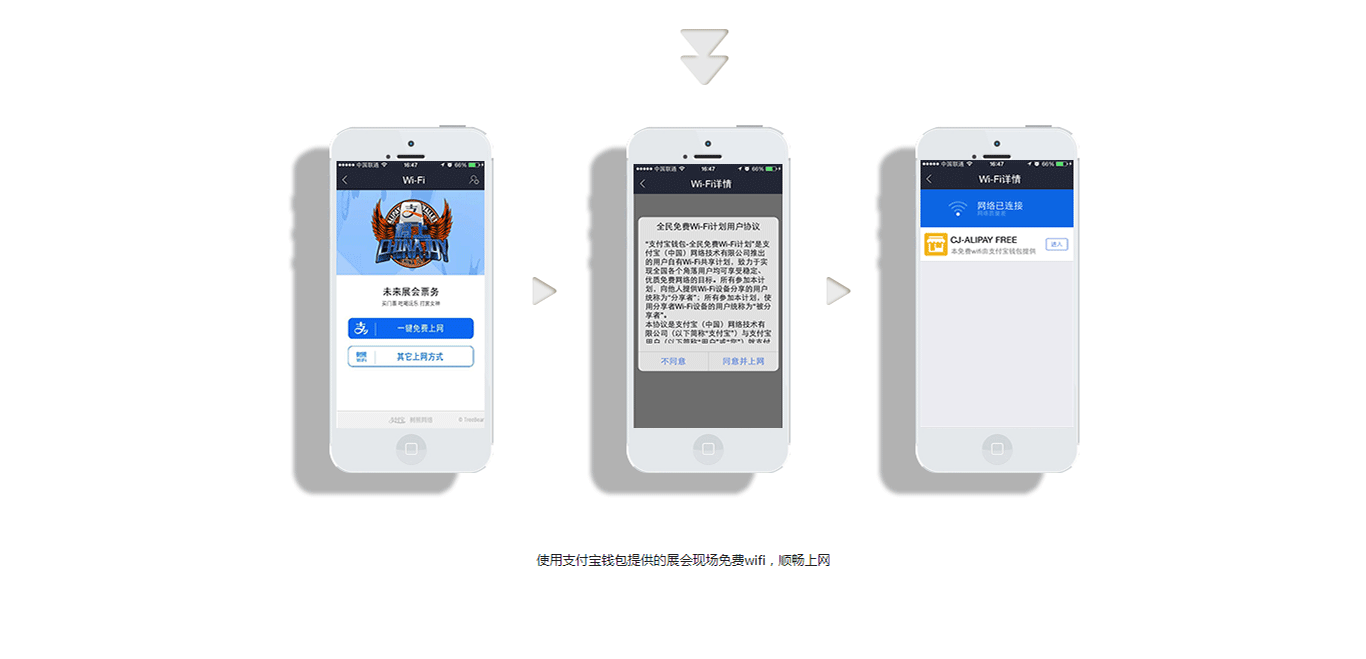 中国联通 16:47 66%
Wi-Fi
支
CHINAJOY
未来展会票务
买门票 吃喝玩乐 打赏女神
一键免费上网
其它上网方式
中国联通 16:47 66%
Wi-Fi详情
全民免费Wi-Fi计划用户协议
“支付宝钱包-全民免费Wi-Fi计划”是支
付宝（中国）网络技术有限公司推出
的用户自有Wi-Fi共享计划，致力于实
现全国各个角落用户均可享受稳定、
优质免费网络的目标。所有参加本计
划，向他人提供Wi-Fi设备分享的用户
统称为“分享者”；所有参加本计划，使
用分享者Wi-Fi设备的用户统称为“被分
享者”。
本协议是支付宝（中国）网络技术有
限公司（以下简称“支付宝”）与支付宝
用户（以下简称“用户”或“您”）就支付
不同意 同意并上网
中国联通 16:47 66%
Wi-Fi详情
网络已连接
CJ-ALIPAY FREE
本免费wifi由支付宝钱包提供
进入
使用支付宝钱包提供的展会现场免费wifi，顺畅上网